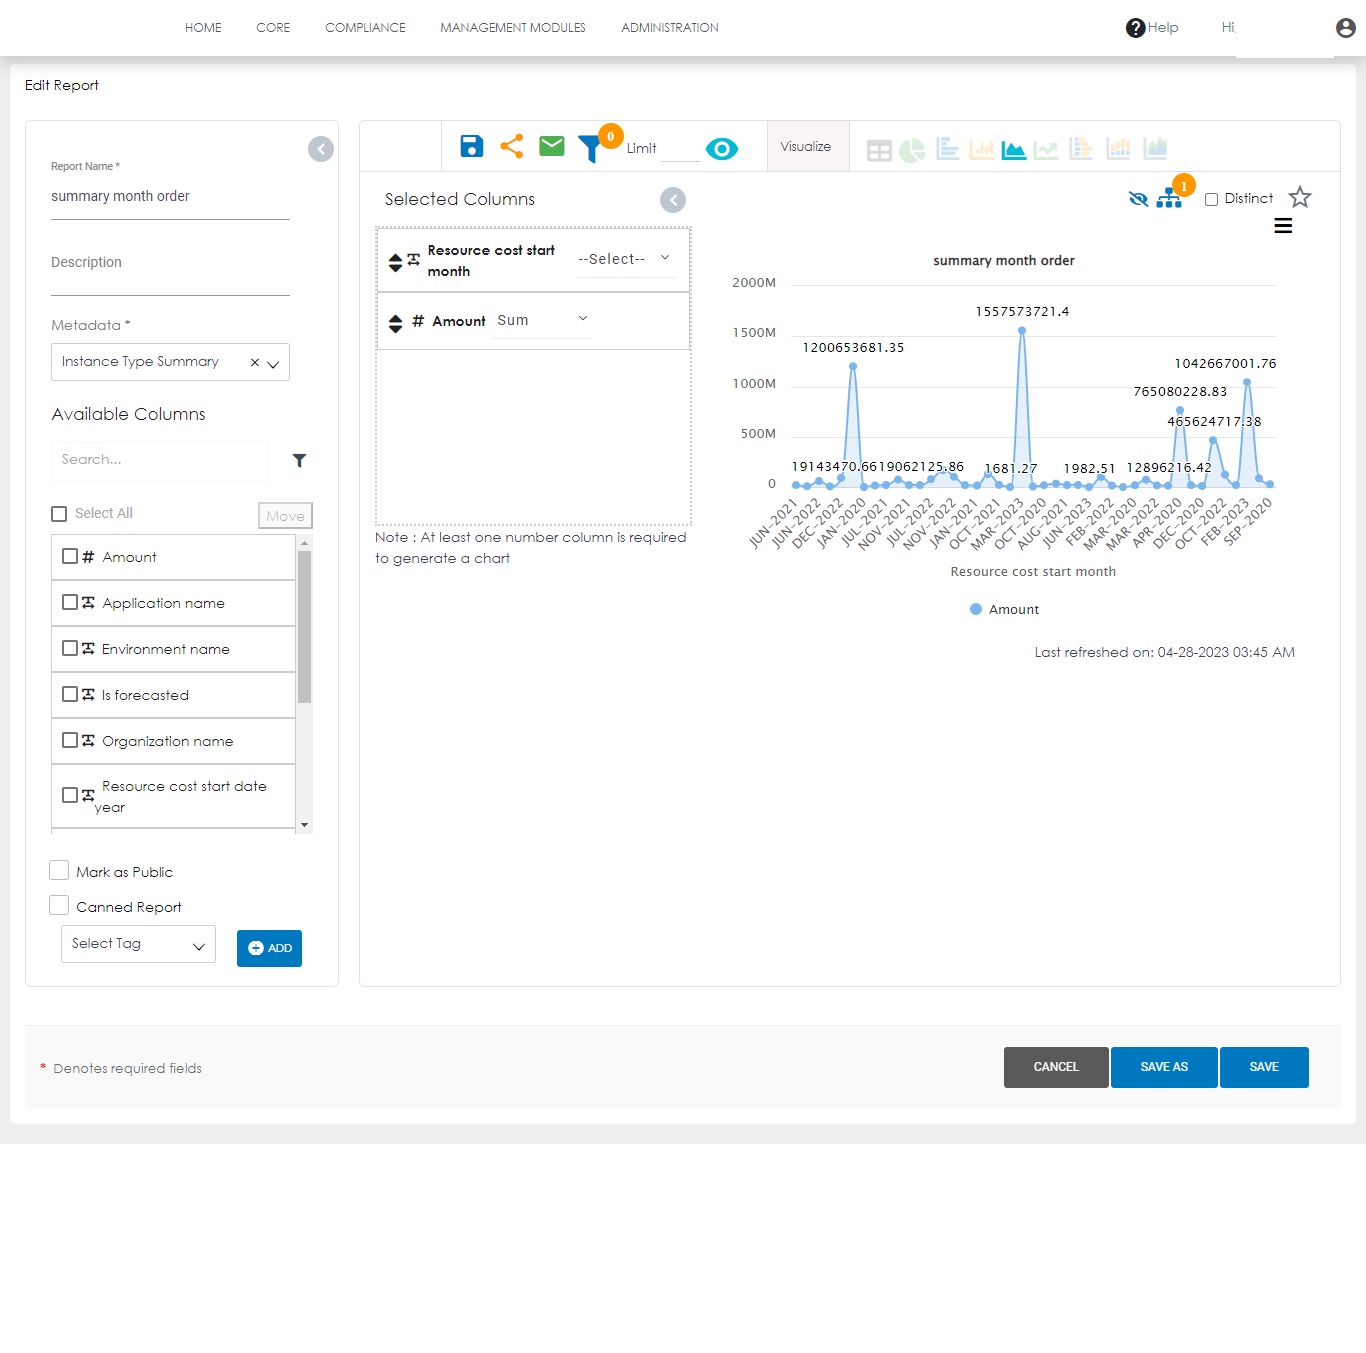 HOME CORE COMPLIANCE MANAGEMENT MODULES ADMINISTRATION Help Hi,
Edit Report
Report Name *
summary month order
Description
Metadata *
Instance Type Summary
Available Columns
Search...
Select All Move
Amount
Application name
Environment name
Is forecasted
Organization name
Resource cost start date
year
Mark as Public
Canned Report
Select Tag ADD
0 Limit Visualize
Selected Columns
Resource cost start
month
--Select--
# Amount Sum
Note : At least one number column is required
to generate a chart
1 Distinct
summary month order
2000M
1500M
1000M
500M
0
1557573721.4
1200653681.35
1042667001.76
765080228.83
465624717.38
19143470.66 19062125.86 1681.27 1982.51 12896216.42
JUN-2021 JUN-2022 DEC-2022 JAN-2020 JUL-2021 NOV-2021 JUL-2022 NOV-2022 JAN-2021 OCT-2021 MAR-2023 OCT-2020 AUG-2021 JUN-2023 FEB-2022 MAR-2020 MAR-2022 APR-2020 DEC-2020 OCT-2022 FEB-2023 SEP-2020
Resource cost start month
Amount
Last refreshed on: 04-28-2023 03:45 AM
* Denotes required fields
CANCEL SAVE AS SAVE